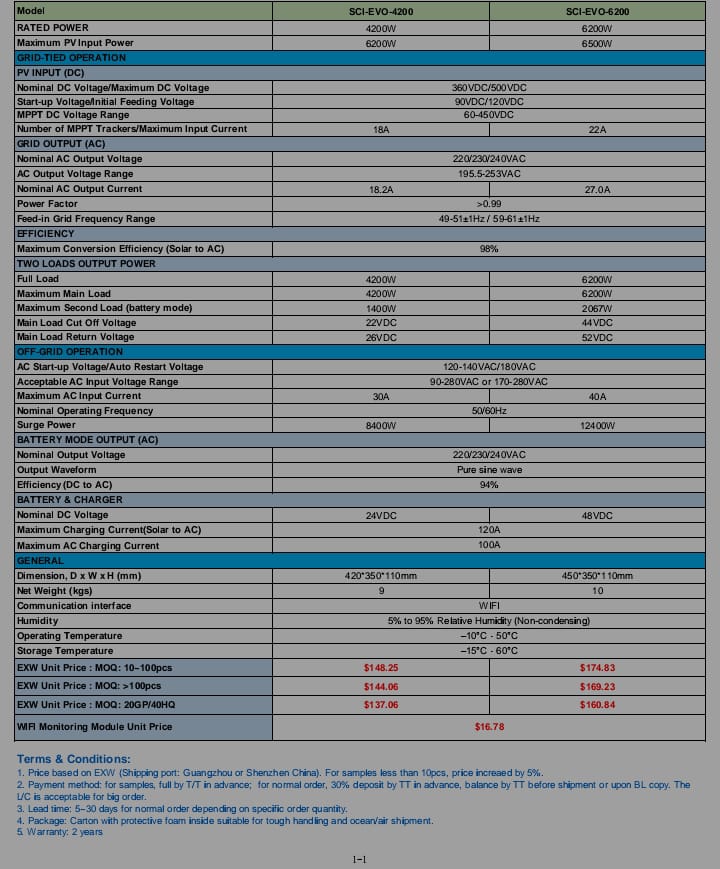 Model SCI-EVO-4200 SCI-EVO-6200
RATED POWER 4200W 6200W
Maximum PV Input Power 6200W 6500W
GRID-TIED OPERATION
PV INPUT (DC)
Nominal DC Voltage/Maximum DC Voltage 360VDC/500VDC
Start-up Voltage/Initial Feeding Voltage 90VDC/120VDC
MPPT DC Voltage Range 60-450VDC
Number of MPPT Trackers/Maximum Input Current 18A 22A
GRID OUTPUT (AC)
Nominal AC Output Voltage 220/230/240VAC
AC Output Voltage Range 195.5-253VAC
Nominal AC Output Current 18.2A 27.0A
Power Factor >0.99
Feed-in Grid Frequency Range 49-51±1Hz / 59-61±1Hz
EFFICIENCY
Maximum Conversion Efficiency (Solar to AC) 98%
TWO LOADS OUTPUT POWER
Full Load 4200W 6200W
Maximum Main Load 4200W 6200W
Maximum Second Load (battery mode) 1400W 2067W
Main Load Cut Off Voltage 22VDC 44VDC
Main Load Return Voltage 26VDC 52VDC
OFF-GRID OPERATION
AC Start-up Voltage/Auto Restart Voltage 120-140VAC/180VAC
Acceptable AC Input Voltage Range 90-280VAC or 170-280VAC
Maximum AC Input Current 30A 40A
Nominal Operating Frequency 50/60Hz
Surge Power 8400W 12400W
BATTERY MODE OUTPUT (AC)
Nominal Output Voltage 220/230/240VAC
Output Waveform Pure sine wave
Efficiency (DC to AC) 94%
BATTERY & CHARGER
Nominal DC Voltage 24VDC 48VDC
Maximum Charging Current(Solar to AC) 120A
Maximum AC Charging Current 100A
GENERAL
Dimension, D x W x H (mm) 420*350*110mm 450*350*110mm
Net Weight (kgs) 9 10
Communication interface WIFI
Humidity 5% to 95% Relative Humidity (Non-condensing)
Operating Temperature –10°C - 50°C
Storage Temperature –15°C - 60°C
EXW Unit Price : MOQ: 10~100pcs $148.25 $174.83
EXW Unit Price : MOQ: >100pcs $144.06 $169.23
EXW Unit Price : MOQ: 20GP/40HQ $137.06 $160.84
WIFI Monitoring Module Unit Price $16.78
Terms & Conditions:
1. Price based on EXW (Shipping port: Guangzhou or Shenzhen China). For samples less than 10pcs, price increaed by 5%.
2. Payment method: for samples, full by T/T in advance; for normal order, 30% deposit by TT in advance, balance by TT before shipment or upon BL copy. The
L/C is acceptable for big order.
3. Lead time: 5~30 days for normal order depending on specific order quantity.
4. Package: Carton with protective foam inside suitable for tough handling and ocean/air shipment.
5. Warranty: 2 years
1-1